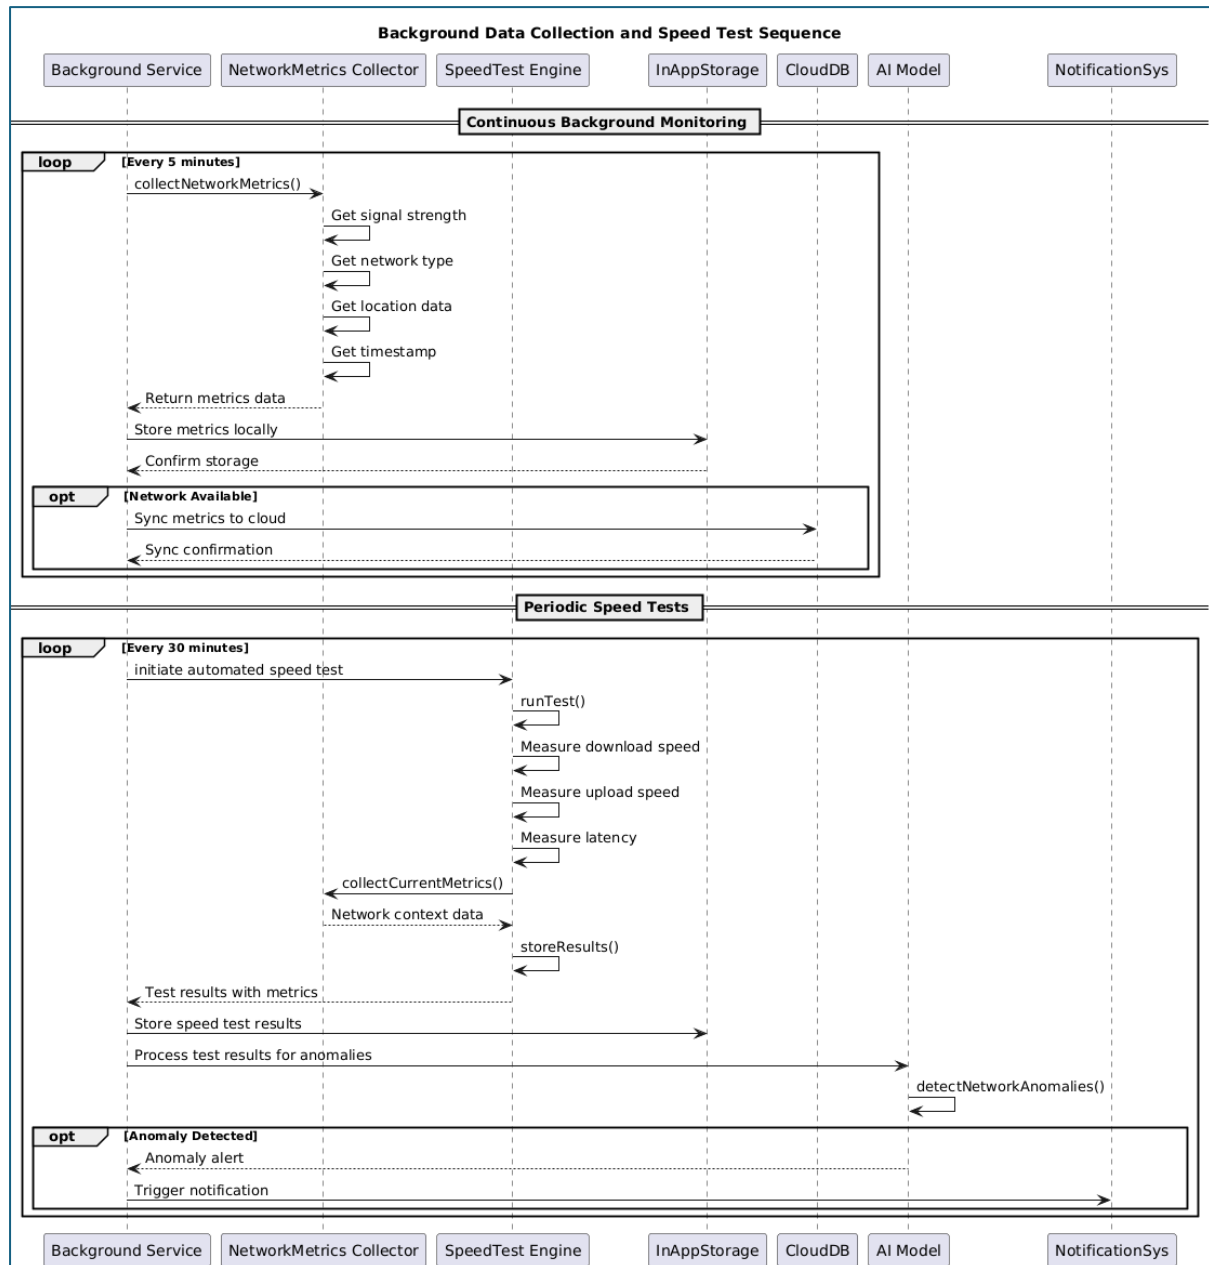 Background Data Collection and Speed Test Sequence
Background Service NetworkMetrics Collector SpeedTest Engine InAppStorage CloudDB AI Model NotificationSys
Continuous Background Monitoring
loop [Every 5 minutes]
collectNetworkMetrics()
Get signal strength
Get network type
Get location data
Get timestamp
Return metrics data
Store metrics locally
Confirm storage
opt [Network Available]
Sync metrics to cloud
Sync confirmation
Periodic Speed Tests
loop [Every 30 minutes]
initiate automated speed test
runTest()
Measure download speed
Measure upload speed
Measure latency
collectCurrentMetrics()
Network context data
storeResults()
Test results with metrics
Store speed test results
Process test results for anomalies
detectNetworkAnomalies()
opt [Anomaly Detected]
Anomaly alert
Trigger notification
Background Service NetworkMetrics Collector SpeedTest Engine InAppStorage CloudDB AI Model NotificationSys